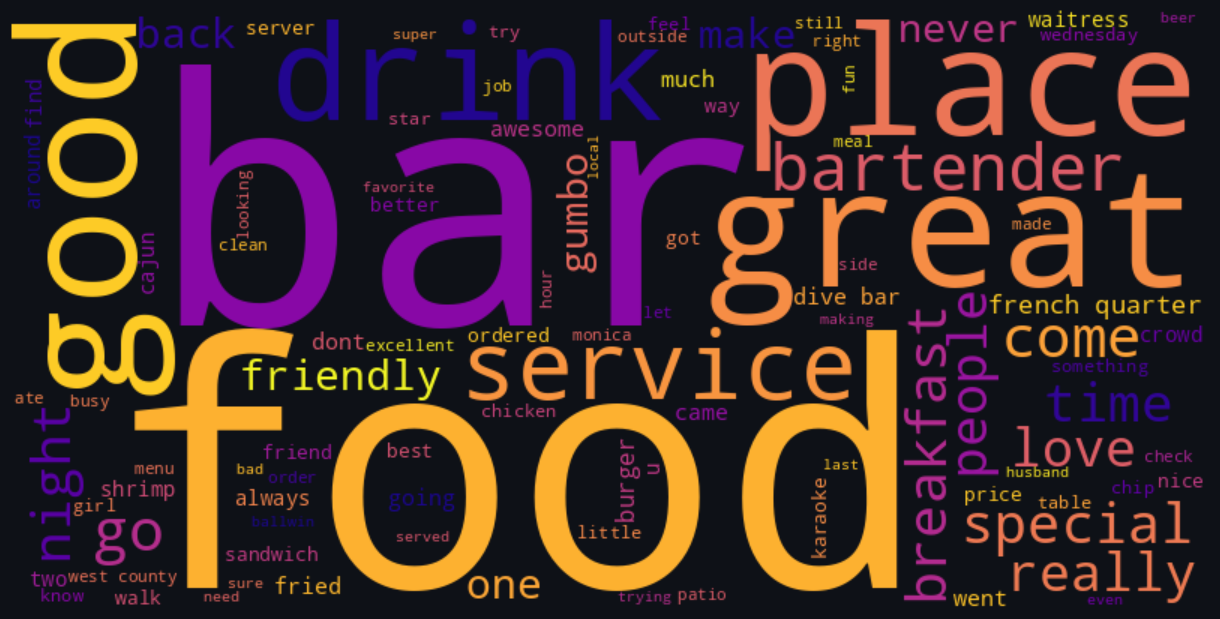 good
back
server
drink
super
try
feel
outside
make
still
right
never
waitress
wednesday
beer
around
find
job
much
fun
place
star
awesome
way
local
meal
bar
bartender
looking
favorite
better
gumbo
great
made
cajun
clean
got
side
hour
let
dive bar
making
french quarter
people
come
crowd
dont
excellent
ordered
monica
service
friendly
breakfast
something
ate
busy
chicken
came
time
night
food
friend
best
burger
u
last
love
check
husband
menu
bad
order
shrimp
girl
always
going
karaoke
price
chip
nice
table
go
ballwin
served
little
special
sandwich
two
west county
know
walk
sure
need
fried
one
trying
patio
really
went
even